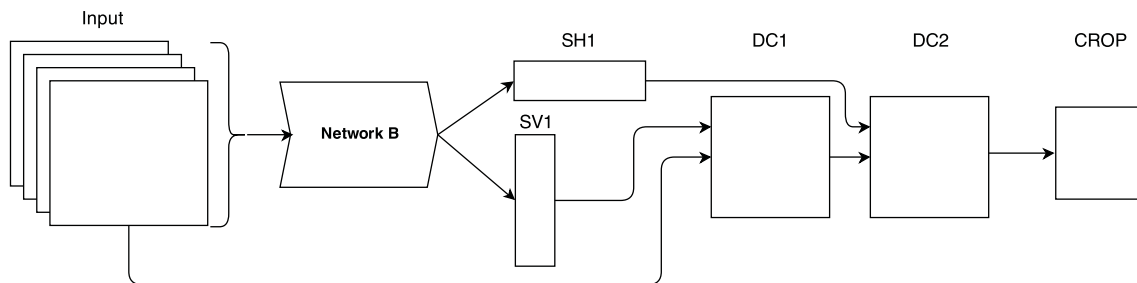 Input
SH1
DC1
DC2
CROP
SV1
Network B